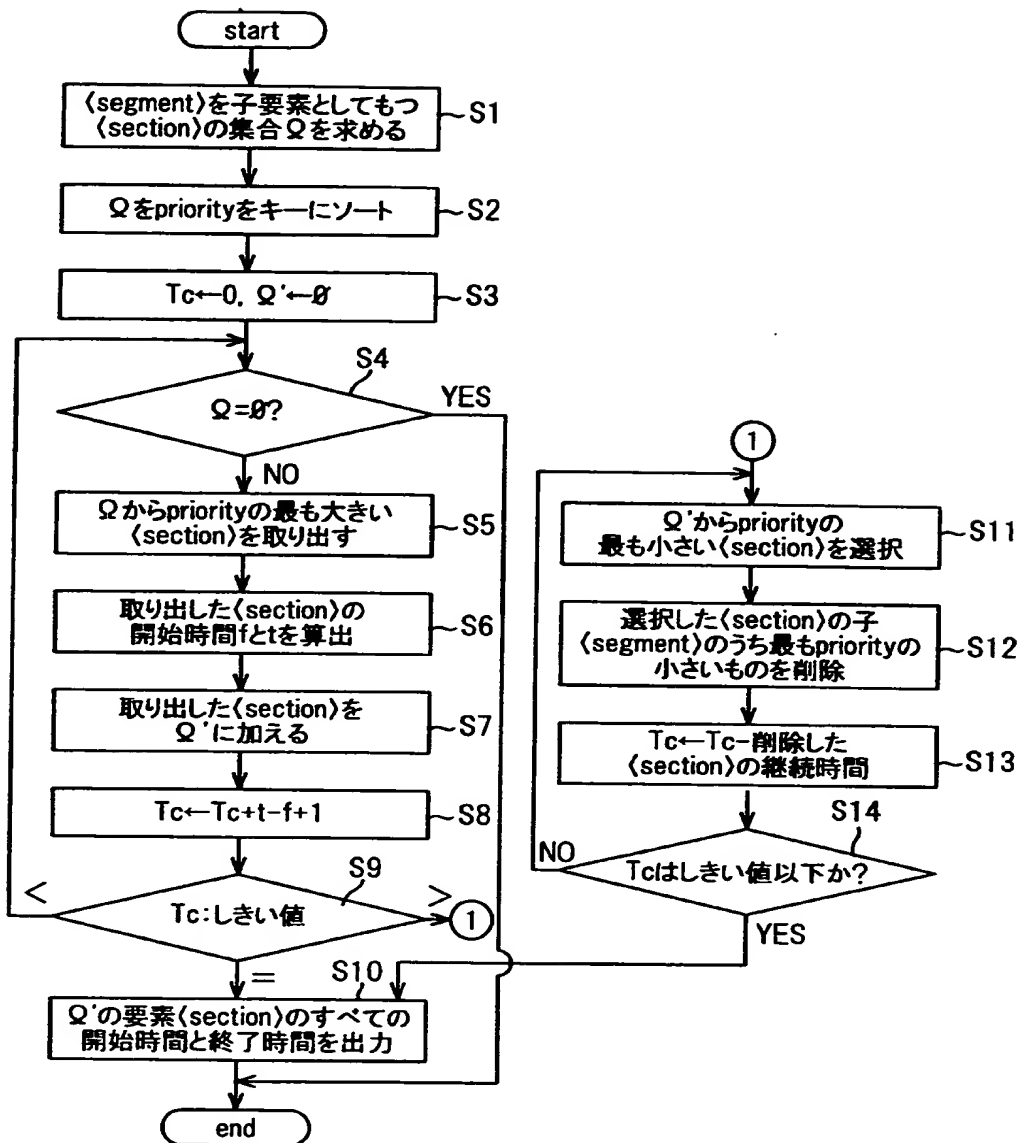 start
〈segment〉を子要素としてもつ
〈section〉の集合Ωを求める
S1
Ωをpriorityをキーにソート
S2
Tc←0, Ω'←∅
S3
S4
Ω=∅?
YES
NO
Ωからpriorityの最も大きい
〈section〉を取り出す
S5
取り出した〈section〉の
開始時間fとtを算出
S6
取り出した〈section〉を
Ω'に加える
S7
Tc←Tc+t-f+1
S8
S9
<
Tc:しきい値
>
1
=
S10
Ω'の要素〈section〉のすべての
開始時間と終了時間を出力
end
1
Ω'からpriorityの
最も小さい〈section〉を選択
S11
選択した〈section〉の子
〈segment〉のうち最もpriorityの
小さいものを削除
S12
Tc←Tc-削除した
〈section〉の継続時間
S13
S14
NO
Tcはしきい値以下か?
YES